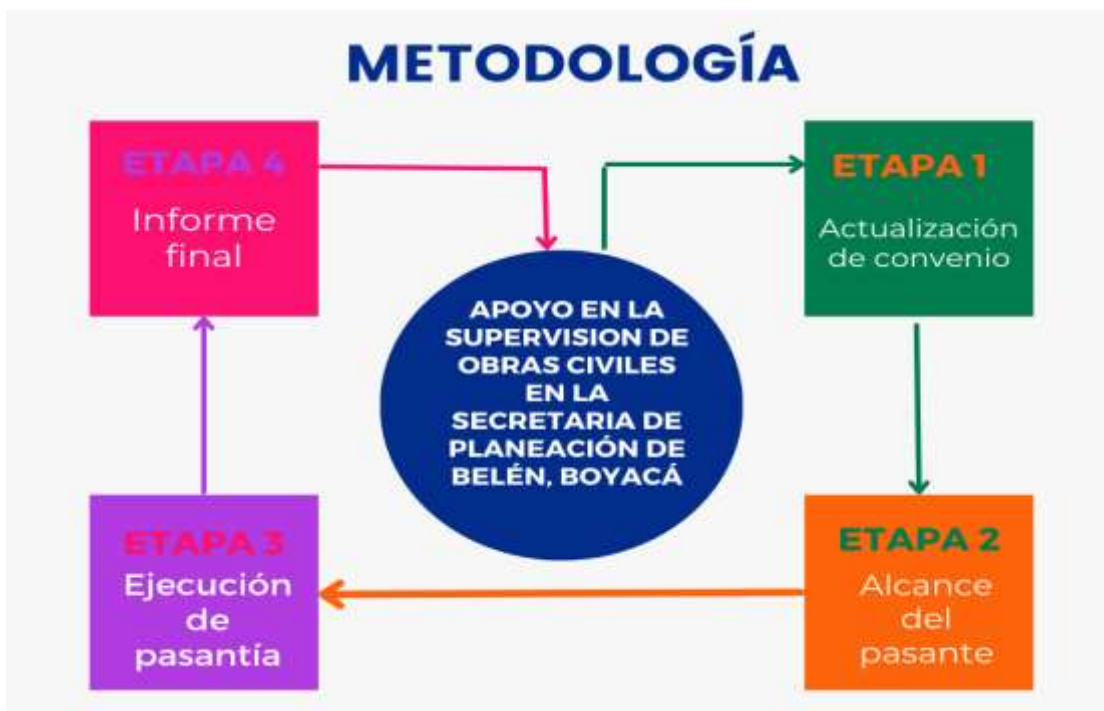 METODOLOGÍA
ETAPA 4
Informe
final
ETAPA 1
Actualización
de convenio
APOYO EN LA
SUPERVISION DE
OBRAS CIVILES
EN LA
SECRETARIA DE
PLANEACIÓN DE
BELÉN, BOYACÁ
ETAPA 3
Ejecución
de
pasantía
ETAPA 2
Alcance
del
pasante